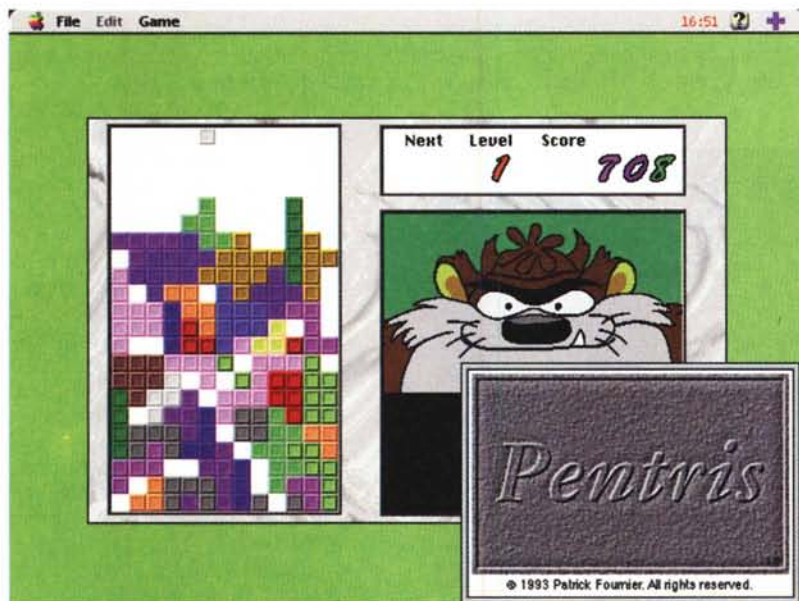 File Edit Game 16:51 ?
Next Level Score
1 708
Pentris
© 1993 Patrick Fournier. All rights reserved.